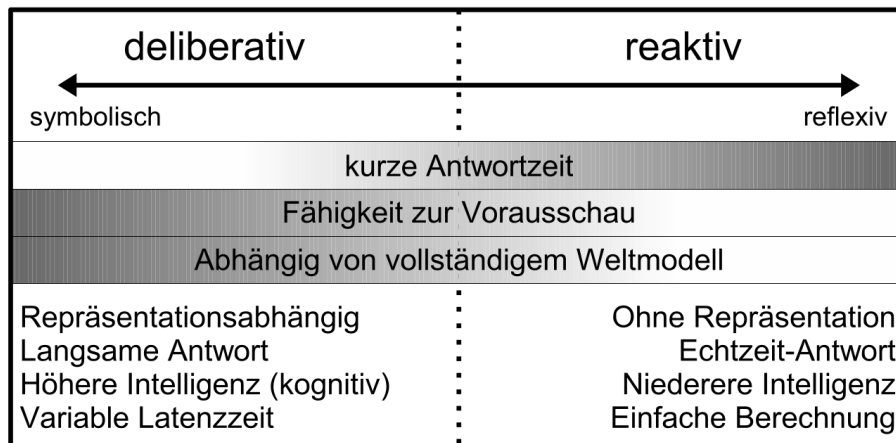 deliberativ reaktiv
symbolisch reflexiv
kurze Antwortzeit
Fähigkeit zur Vorausschau
Abhängig von vollständigem Weltmodell
Repräsentationsabhängig
Langsame Antwort
Höhere Intelligenz (kognitiv)
Variable Latenzzeit
Ohne Repräsentation
Echtzeit-Antwort
Niederere Intelligenz
Einfache Berechnung